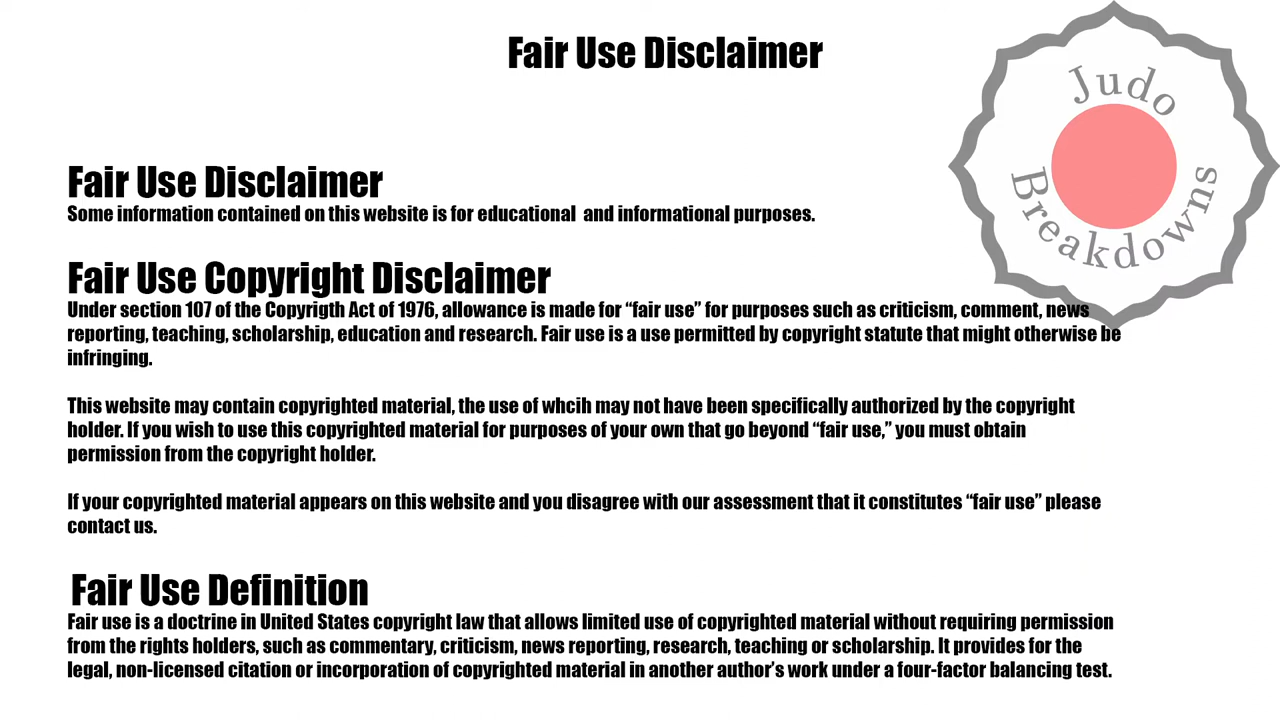 Fair Use Disclaimer
Judo
Breakdowns
Fair Use Disclaimer
Some information contained on this website is for educational  and informational purposes.
Fair Use Copyright Disclaimer
Under section 107 of the Copyrigth Act of 1976, allowance is made for “fair use” for purposes such as criticism, comment, news
reporting, teaching, scholarship, education and research. Fair use is a use permitted by copyright statute that might otherwise be
infringing.
This website may contain copyrighted material, the use of whcih may not have been specifically authorized by the copyright
holder. If you wish to use this copyrighted material for purposes of your own that go beyond “fair use,” you must obtain
permission from the copyright holder.
If your copyrighted material appears on this website and you disagree with our assessment that it constitutes “fair use” please
contact us.
Fair Use Definition
Fair use is a doctrine in United States copyright law that allows limited use of copyrighted material without requiring permission
from the rights holders, such as commentary, criticism, news reporting, research, teaching or scholarship. It provides for the
legal, non-licensed citation or incorporation of copyrighted material in another author’s work under a four-factor balancing test.